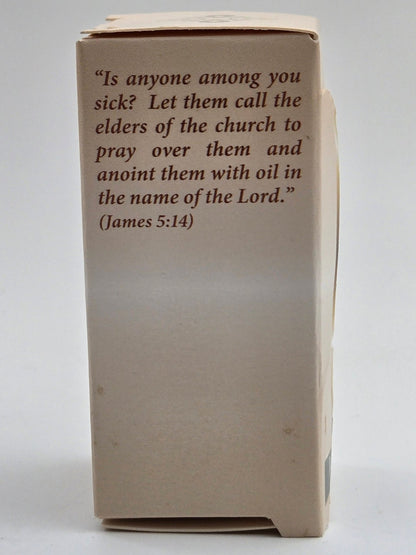 “Is anyone among you
sick? Let them call the
elders of the church to
pray over them and
anoint them with oil in
the name of the Lord.”
(James 5:14)